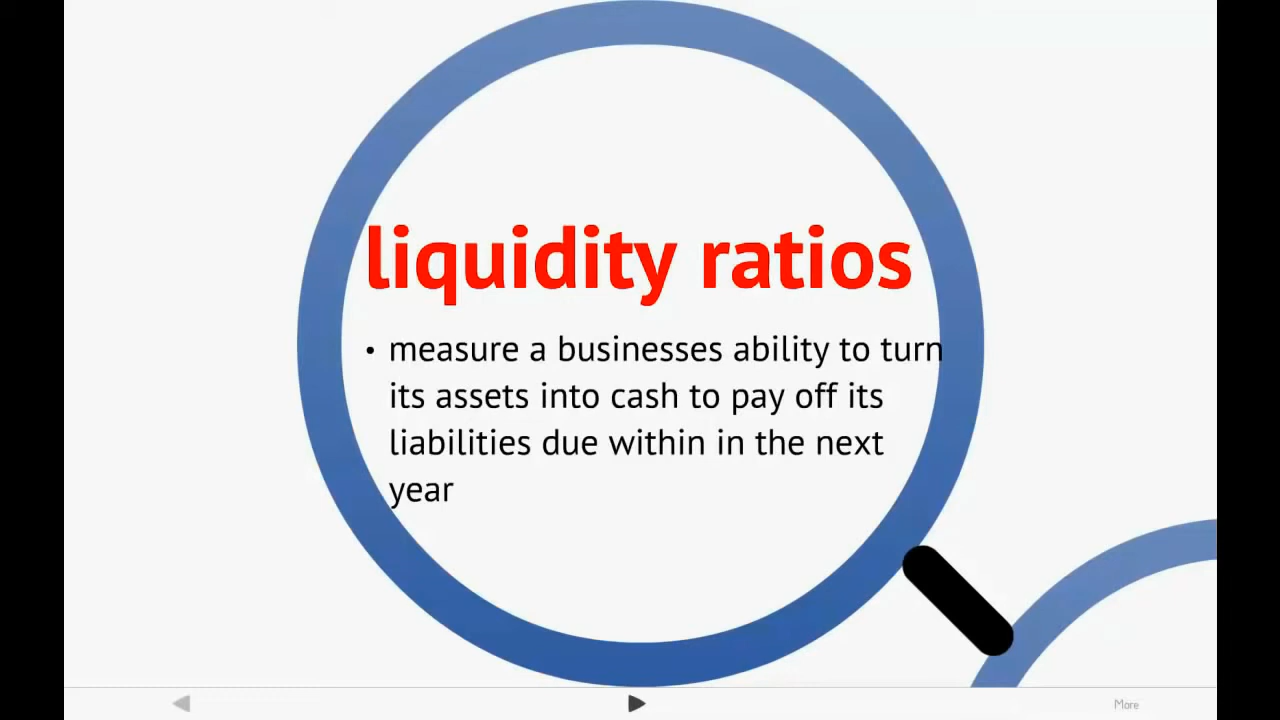 liquidity ratios
• measure a businesses ability to turn
its assets into cash to pay off its
liabilities due within in the next
year
More